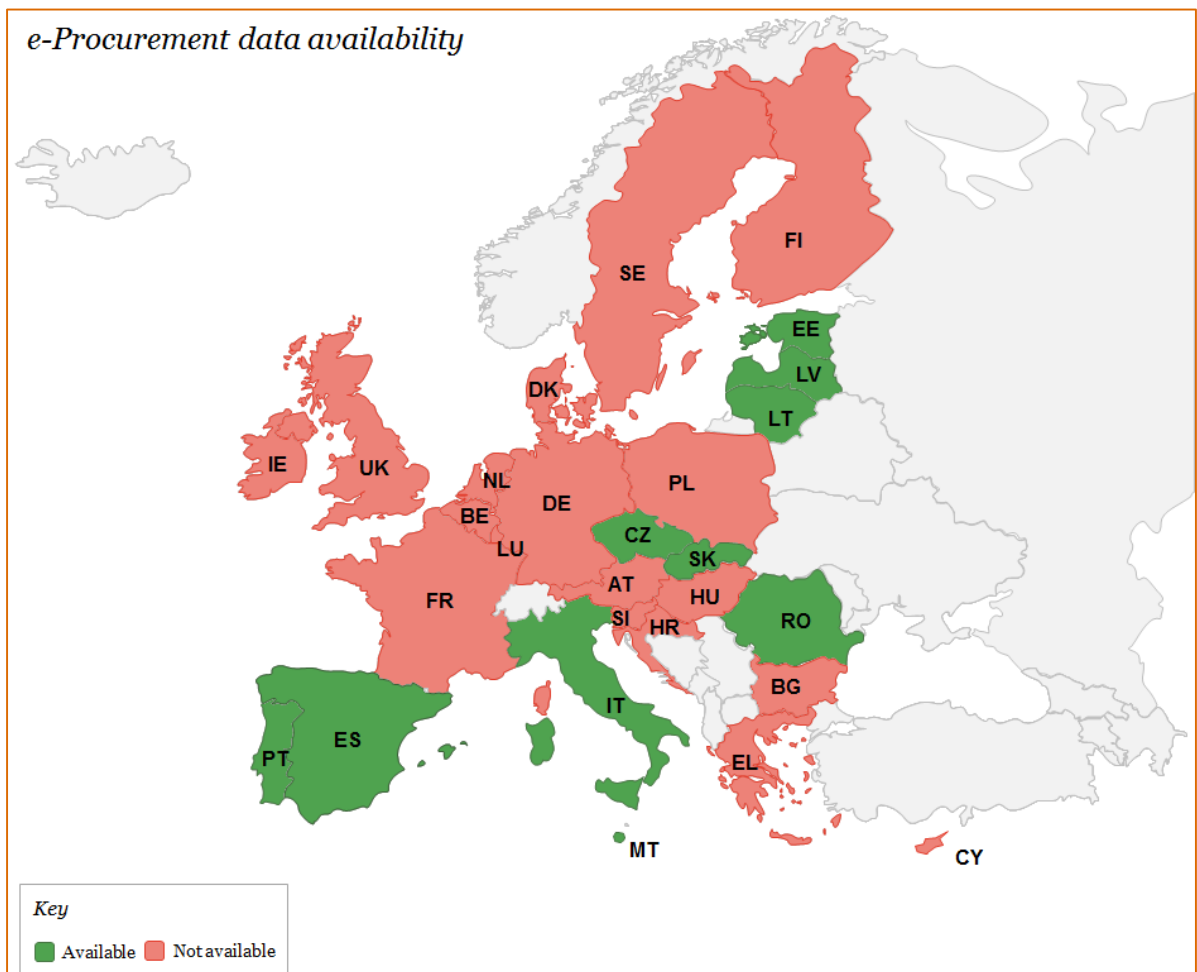 e-Procurement data availability
FI
SE
EE
LV
DK
LT
IE
UK
NL
PL
DE
BE
CZ
LU
SK
AT
FR
HU
SI
HR
RO
BG
IT
ES
PT
EL
MT
CY
Key
Available
Not available